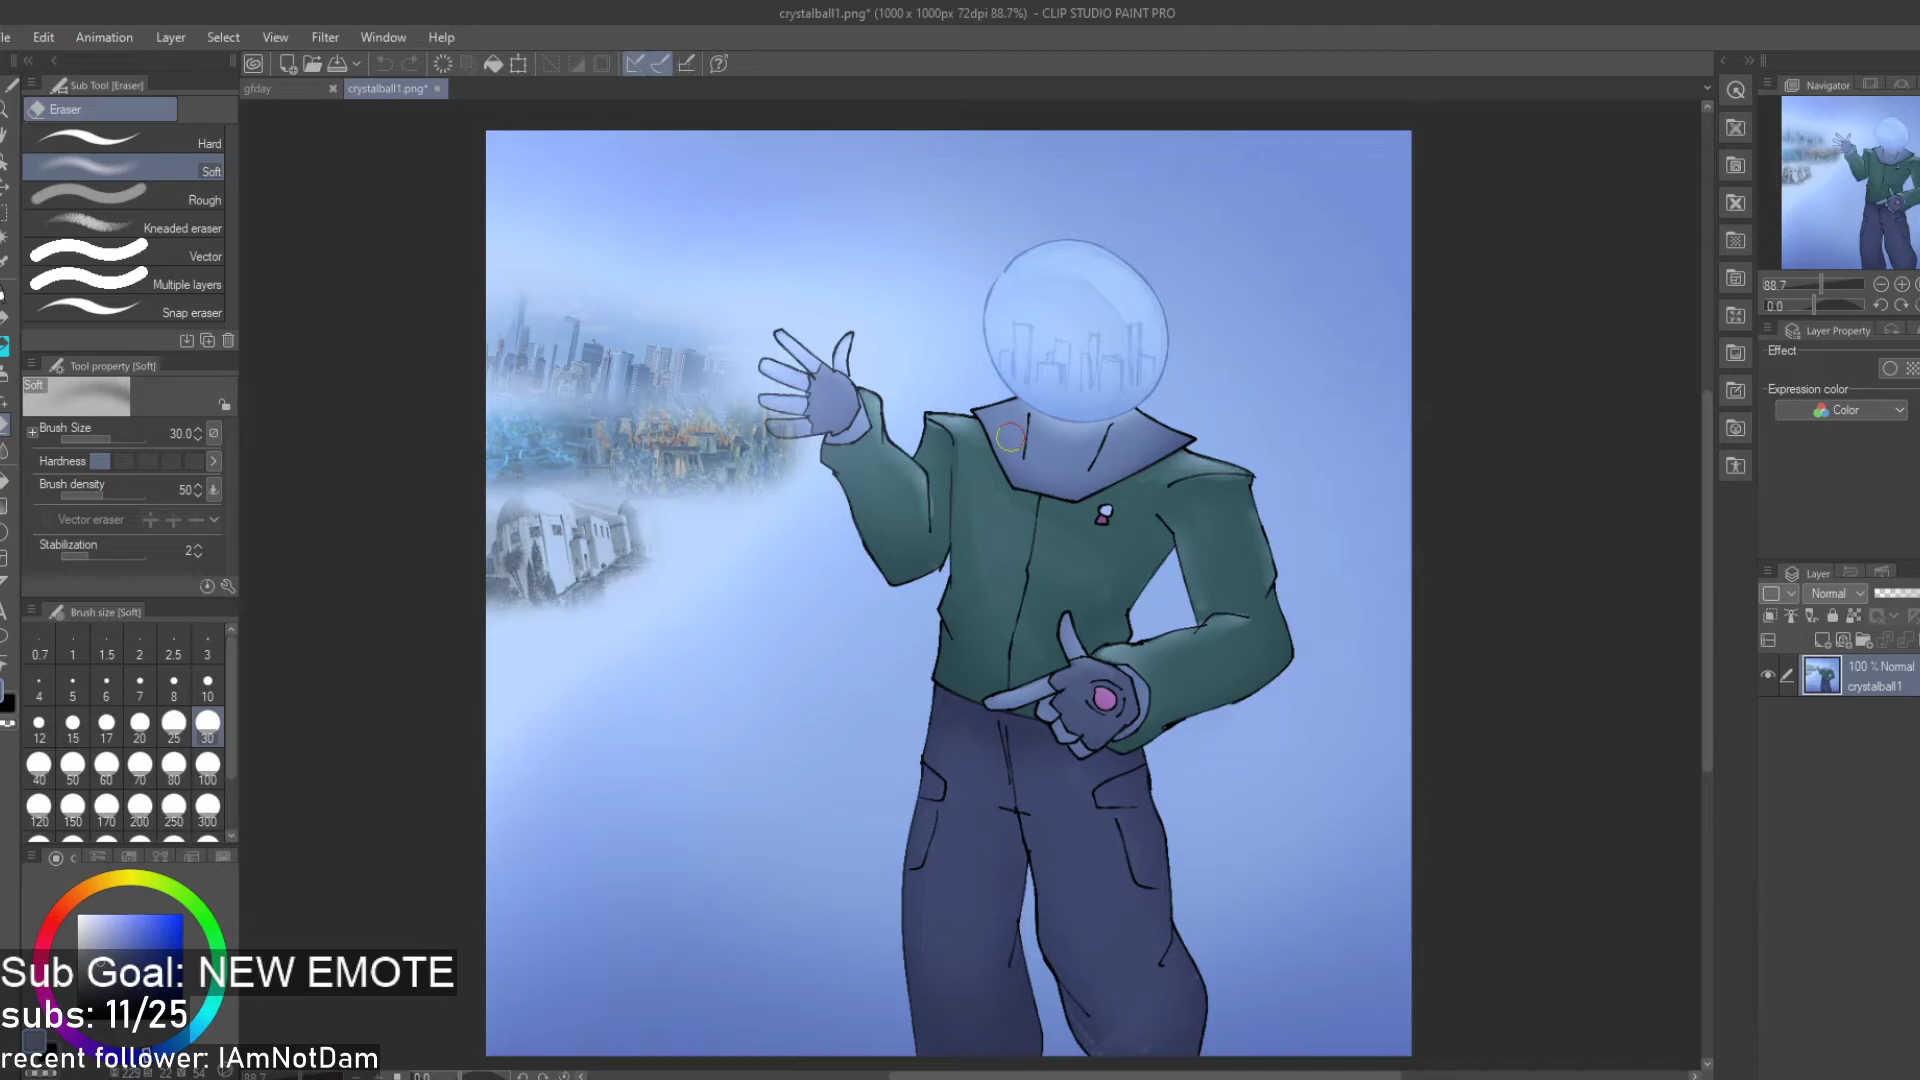 crystalball1.png* (1000 x 1000px 72dpi 88.7%) - CLIP STUDIO PAINT PRO
Edit Animation Layer Select View Filter Window Help
Sub Tool [Eraser]
Eraser
Hard
Soft
Rough
Kneaded eraser
Vector
Multiple layers
Snap eraser
Tool property [Soft]
Soft
Brush Size 30.0
Hardness
Brush density 50
Vector eraser
Stabilization 2
Brush size [Soft]
0.7 1 1.5 2 2.5 3
4 5 6 7 8 10
12 15 17 20 25 30
40 50 60 70 80 100
120 150 170 200 250 300
Sub Goal: NEW EMOTE
subs: 11/25
recent follower: IAmNotDam
gfday
crystalball1.png*
Navigator
88.7
0.0
Layer Property
Effect
Expression color
Color
Layer
Normal
100 % Normal
crystalball1